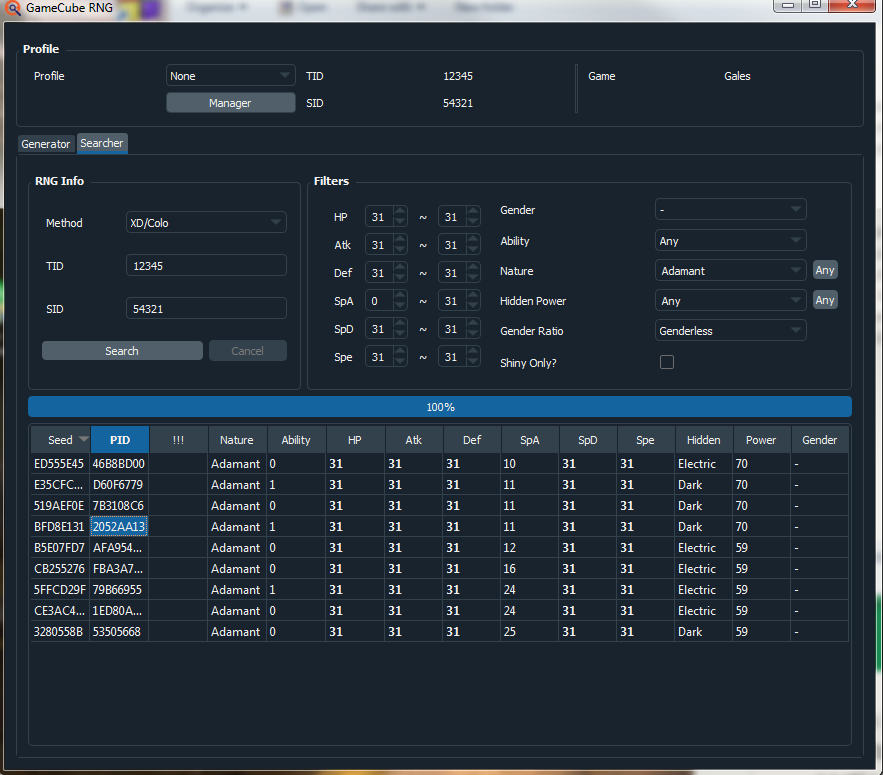 GameCube RNG
Profile
Profile None TID 12345 Game Gales
Manager SID 54321
Generator Searcher
RNG Info
Method XD/Colo
TID 12345
SID 54321
Search Cancel
Filters
HP 31 ~ 31
Atk 31 ~ 31
Def 31 ~ 31
SpA 0 ~ 31
SpD 31 ~ 31
Spe 31 ~ 31
Gender -
Ability Any
Nature Adamant Any
Hidden Power Any Any
Gender Ratio Genderless
Shiny Only?
100%
Seed PID !!! Nature Ability HP Atk Def SpA SpD Spe Hidden Power Gender
ED555E45 46B8BD00 Adamant 0 31 31 31 10 31 31 Electric 70 -
E35CFC... D60F6779 Adamant 1 31 31 31 11 31 31 Dark 70 -
519AEF0E 7B3108C6 Adamant 0 31 31 31 11 31 31 Dark 70 -
BFD8E131 2052AA13 Adamant 1 31 31 31 11 31 31 Dark 70 -
B5E07FD7 AFA954... Adamant 0 31 31 31 12 31 31 Electric 59 -
CB255276 FBA3A7... Adamant 0 31 31 31 16 31 31 Electric 59 -
5FFCD29F 79B66955 Adamant 1 31 31 31 24 31 31 Electric 59 -
CE3AC4... 1ED80A... Adamant 0 31 31 31 24 31 31 Electric 59 -
3280558B 53505668 Adamant 0 31 31 31 25 31 31 Dark 59 -